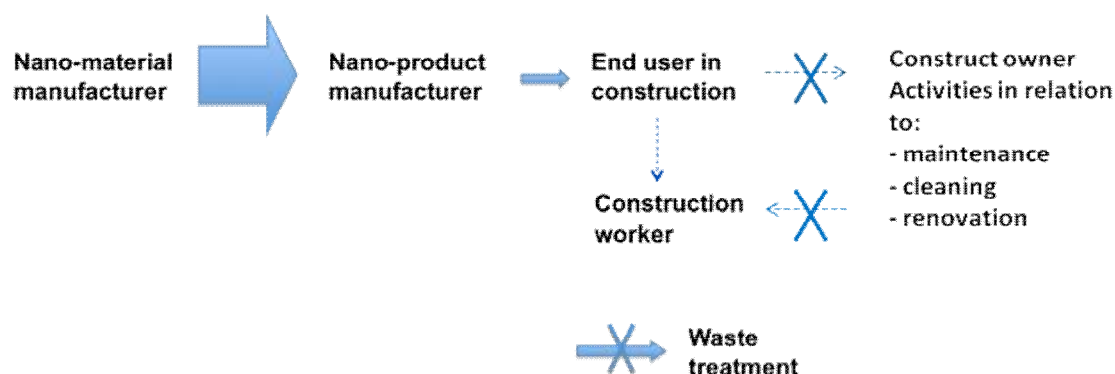 Nano-material
manufacturer
Nano-product
manufacturer
End user in
construction
Construct owner
Activities in relation
to:
- maintenance
- cleaning
- renovation
Construction
worker
Waste
treatment